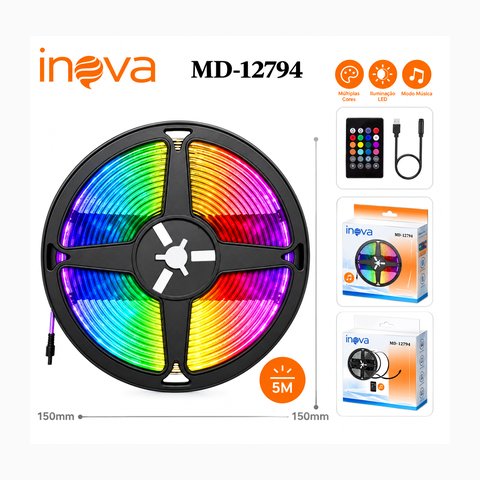 inova
MD-12794
Múltiplas
Cores
Iluminação
LED
Modo Música
inova
MD-12794
5M
inova
MD-12794
150mm
150mm